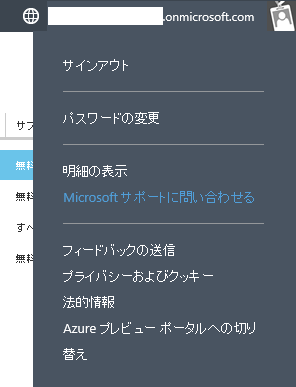 .onmicrosoft.com
サインアウト
サブ
パスワードの変更
無料
明細の表示
無料
Microsoft サポートに問い合わせる
すべ
フィードバックの送信
無料
プライバシーおよびクッキー
法的情報
Azure プレビュー ポータルへの切り
替え